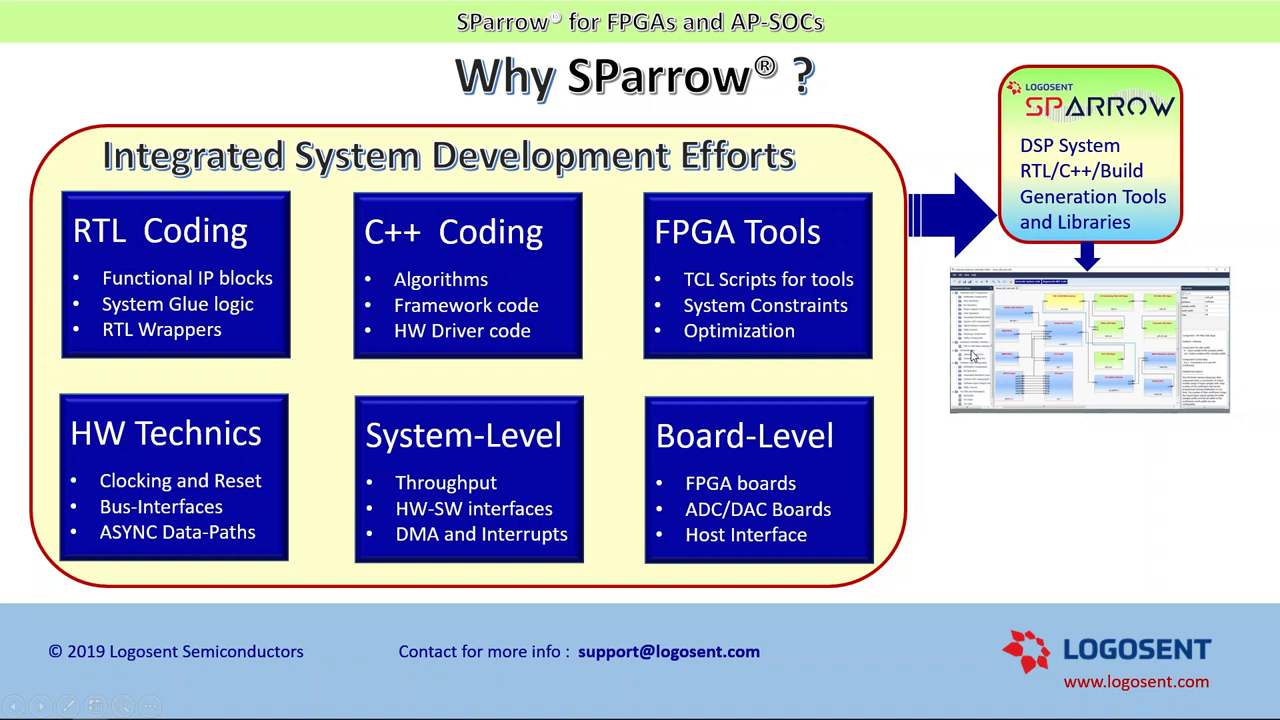 SParrow® for FPGAs and AP-SOCs
Why SParrow® ?
Integrated System Development Efforts
RTL Coding
• Functional IP blocks
• System Glue logic
• RTL Wrappers
C++ Coding
• Algorithms
• Framework code
• HW Driver code
FPGA Tools
• TCL Scripts for tools
• System Constraints
• Optimization
HW Technics
• Clocking and Reset
• Bus-Interfaces
• ASYNC Data-Paths
System-Level
• Throughput
• HW-SW interfaces
• DMA and Interrupts
Board-Level
• FPGA boards
• ADC/DAC Boards
• Host Interface
LOGOSENT
SPARROW
DSP System
RTL/C++/Build
Generation Tools
and Libraries
© 2019 Logosent Semiconductors
Contact for more info : support@logosent.com
LOGOSENT
www.logosent.com